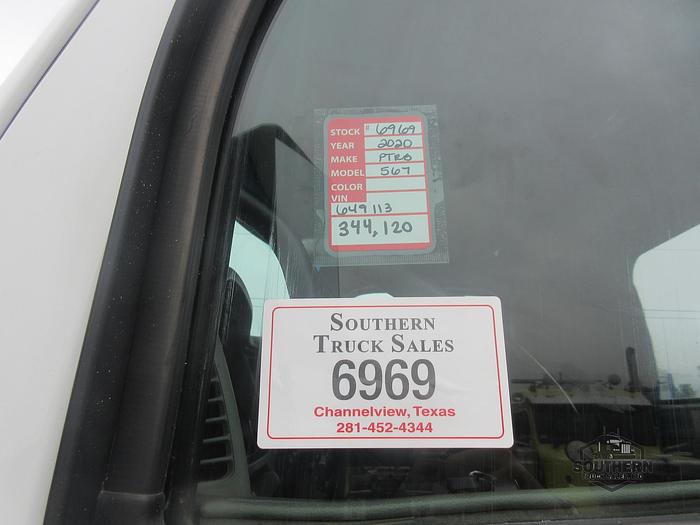 STOCK # 6969
YEAR 2020
MAKE PTRB
MODEL 567
COLOR
VIN
649113
344,120
SOUTHERN
TRUCK SALES
6969
Channelview, Texas
281-452-4344
SOUTHERN